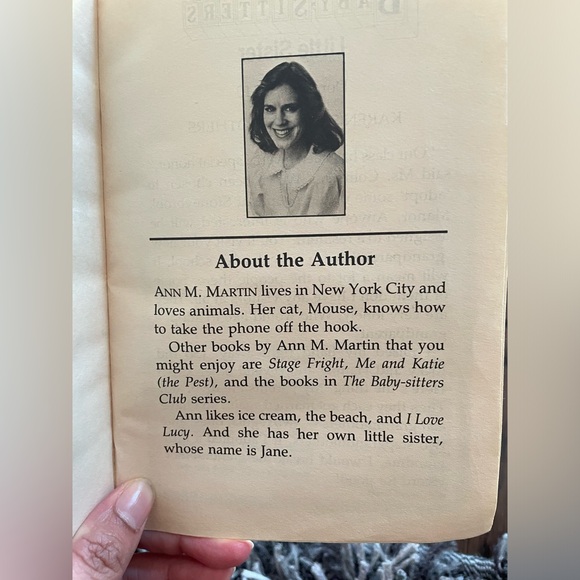 About the Author
ANN M. MARTIN lives in New York City and
loves animals. Her cat, Mouse, knows how
to take the phone off the hook.
Other books by Ann M. Martin that you
might enjoy are Stage Fright, Me and Katie
(the Pest), and the books in The Baby-sitters
Club series.
Ann likes ice cream, the beach, and I Love
Lucy. And she has her own little sister,
whose name is Jane.